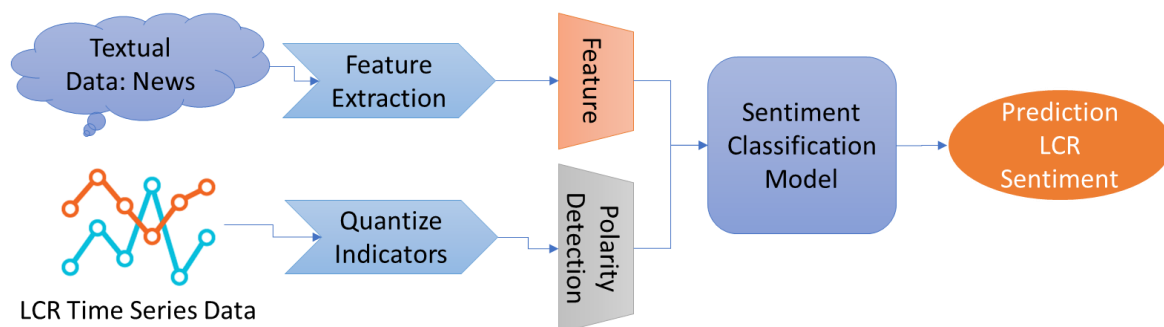 Textual
Data: News
Feature
Extraction
Feature
Sentiment
Classification
Model
Prediction
LCR
Sentiment
Quantize
Indicators
Polarity
Detection
LCR Time Series Data